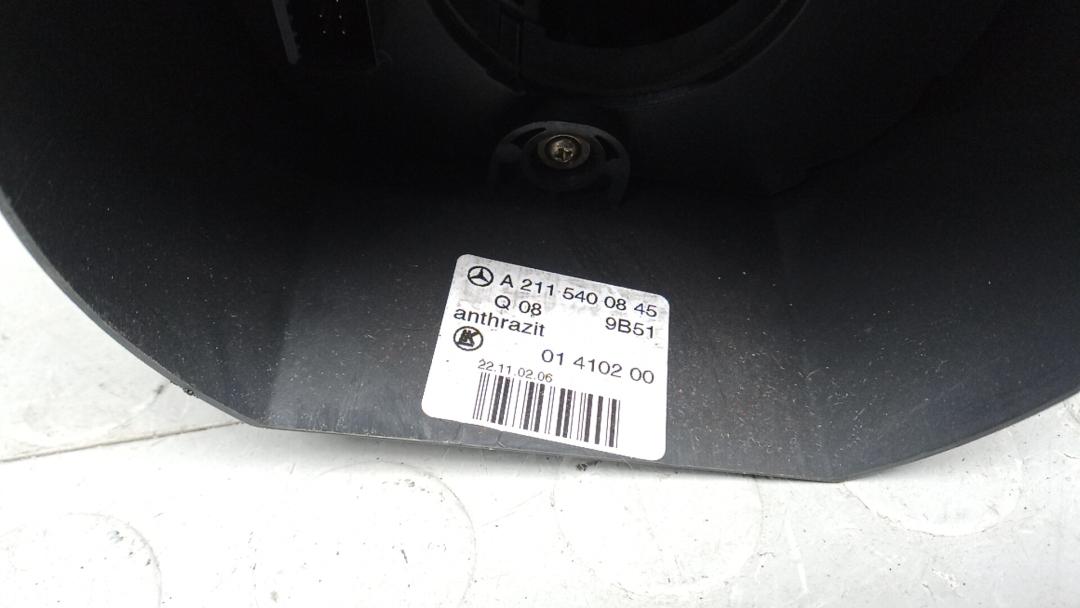 A 211 540 08 45
Q 08 9B51
anthrazit
01 4102 00
22.11.02.06